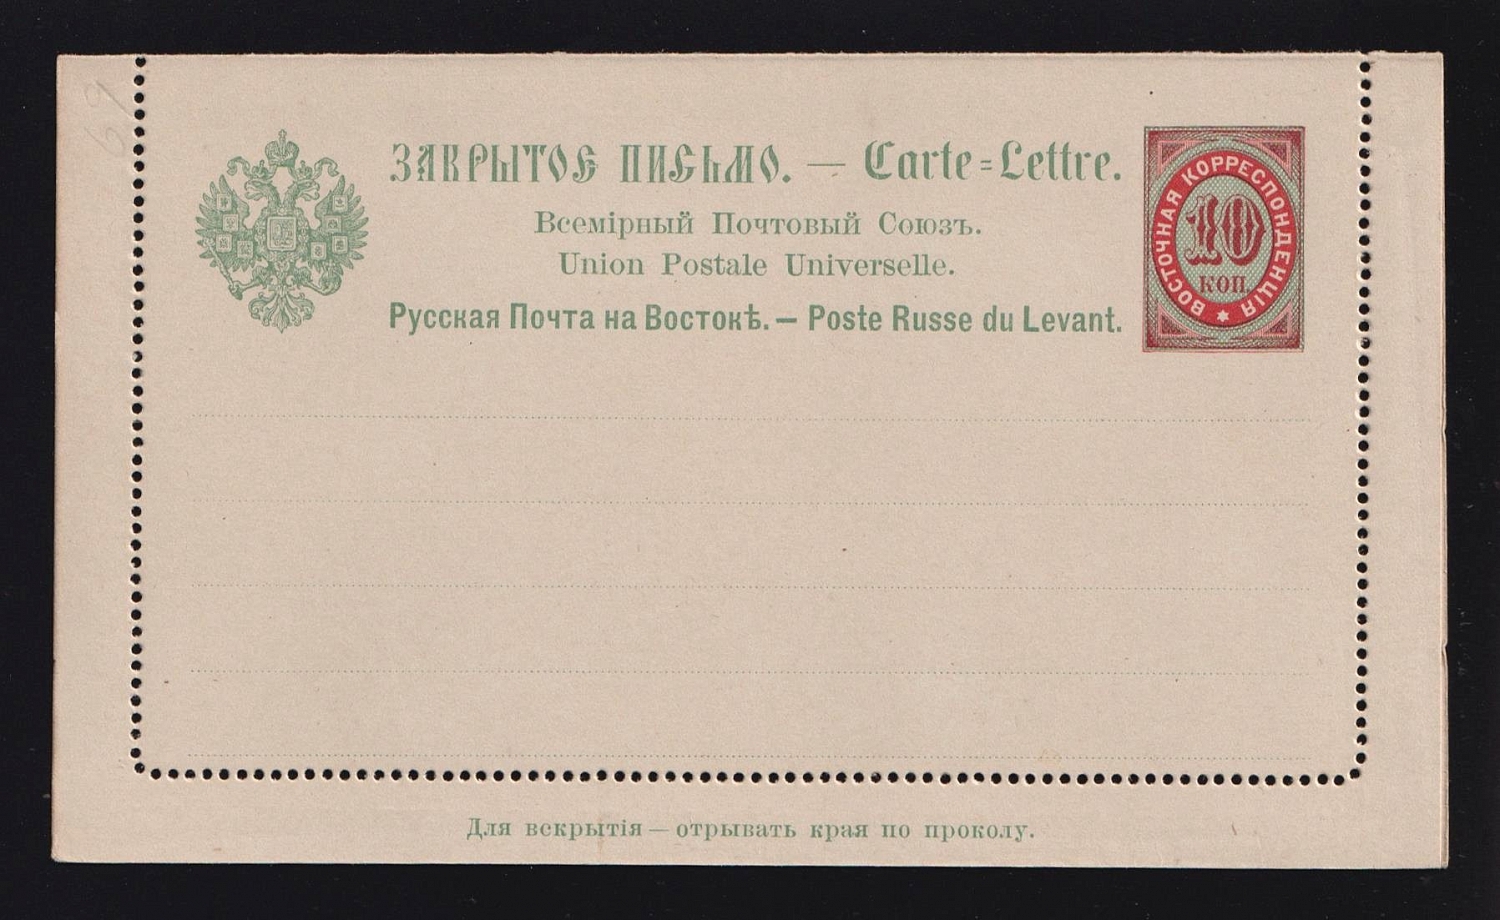 69
ЗАКРЫТОЕ ПИСЬМО. — Carte=Lettre.
Всемірный Почтовый Союзъ.
Union Postale Universelle.
Русская Почта на Востокѣ. — Poste Russe du Levant.
ВОСТОЧНАЯ КОРРЕСПОНДЕНЦІЯ
10
КОП
Для вскрытія — отрывать края по проколу.